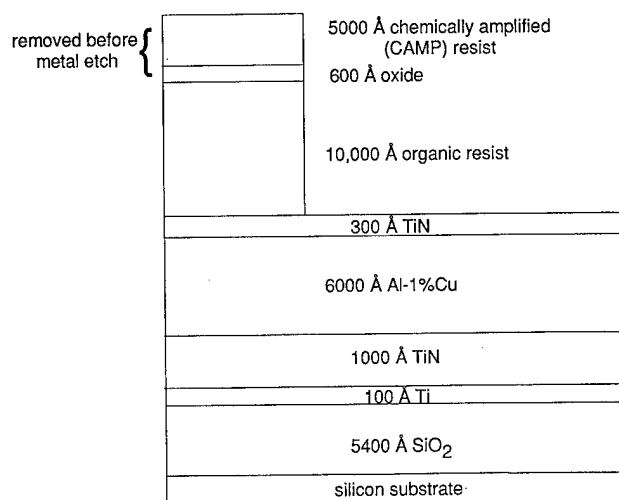 5000 Å chemically amplified
(CAMP) resist
removed before
metal etch
600 Å oxide
10,000 Å organic resist
300 Å TiN
6000 Å Al-1%Cu
1000 Å TiN
100 Å Ti
5400 Å SiO₂
silicon substrate